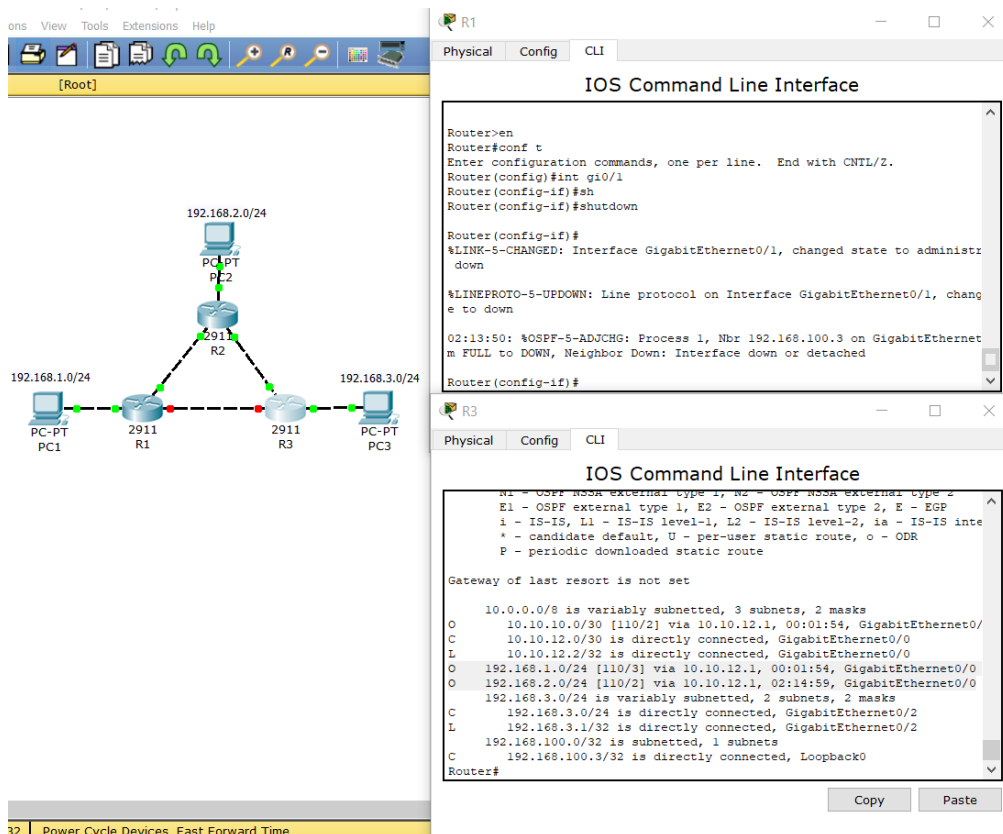 ons View Tools Extensions Help
[Root]
192.168.2.0/24
PC-PT
PC2
2911
R2
192.168.1.0/24
192.168.3.0/24
PC-PT
PC1
2911
R1
2911
R3
PC-PT
PC3
Power Cycle Devices Fast Forward Time
R1
Physical Config CLI
IOS Command Line Interface
Router>en
Router#conf t
Enter configuration commands, one per line. End with CNTL/Z.
Router(config)#int gi0/1
Router(config-if)#sh
Router(config-if)#shutdown
Router(config-if)#
%LINK-5-CHANGED: Interface GigabitEthernet0/1, changed state to administr
down
%LINEPROTO-5-UPDOWN: Line protocol on Interface GigabitEthernet0/1, chang
e to down
02:13:50: %OSPF-5-ADJCHG: Process 1, Nbr 192.168.100.3 on GigabitEthernet
m FULL to DOWN, Neighbor Down: Interface down or detached
Router(config-if)#
R3
Physical Config CLI
IOS Command Line Interface
N1 - OSPF NSSA external type 1, N2 - OSPF NSSA external type 2
E1 - OSPF external type 1, E2 - OSPF external type 2, E - EGP
i - IS-IS, L1 - IS-IS level-1, L2 - IS-IS level-2, ia - IS-IS inte
* - candidate default, U - per-user static route, o - ODR
P - periodic downloaded static route
Gateway of last resort is not set
10.0.0.0/8 is variably subnetted, 3 subnets, 2 masks
O 10.10.10.0/30 [110/2] via 10.10.12.1, 00:01:54, GigabitEthernet0/
C 10.10.12.0/30 is directly connected, GigabitEthernet0/0
L 10.10.12.2/32 is directly connected, GigabitEthernet0/0
O 192.168.1.0/24 [110/3] via 10.10.12.1, 00:01:54, GigabitEthernet0/0
O 192.168.2.0/24 [110/2] via 10.10.12.1, 02:14:59, GigabitEthernet0/0
192.168.3.0/24 is variably subnetted, 2 subnets, 2 masks
C 192.168.3.0/24 is directly connected, GigabitEthernet0/2
L 192.168.3.1/32 is directly connected, GigabitEthernet0/2
192.168.100.0/32 is subnetted, 1 subnets
C 192.168.100.3/32 is directly connected, Loopback0
Router#
Copy Paste